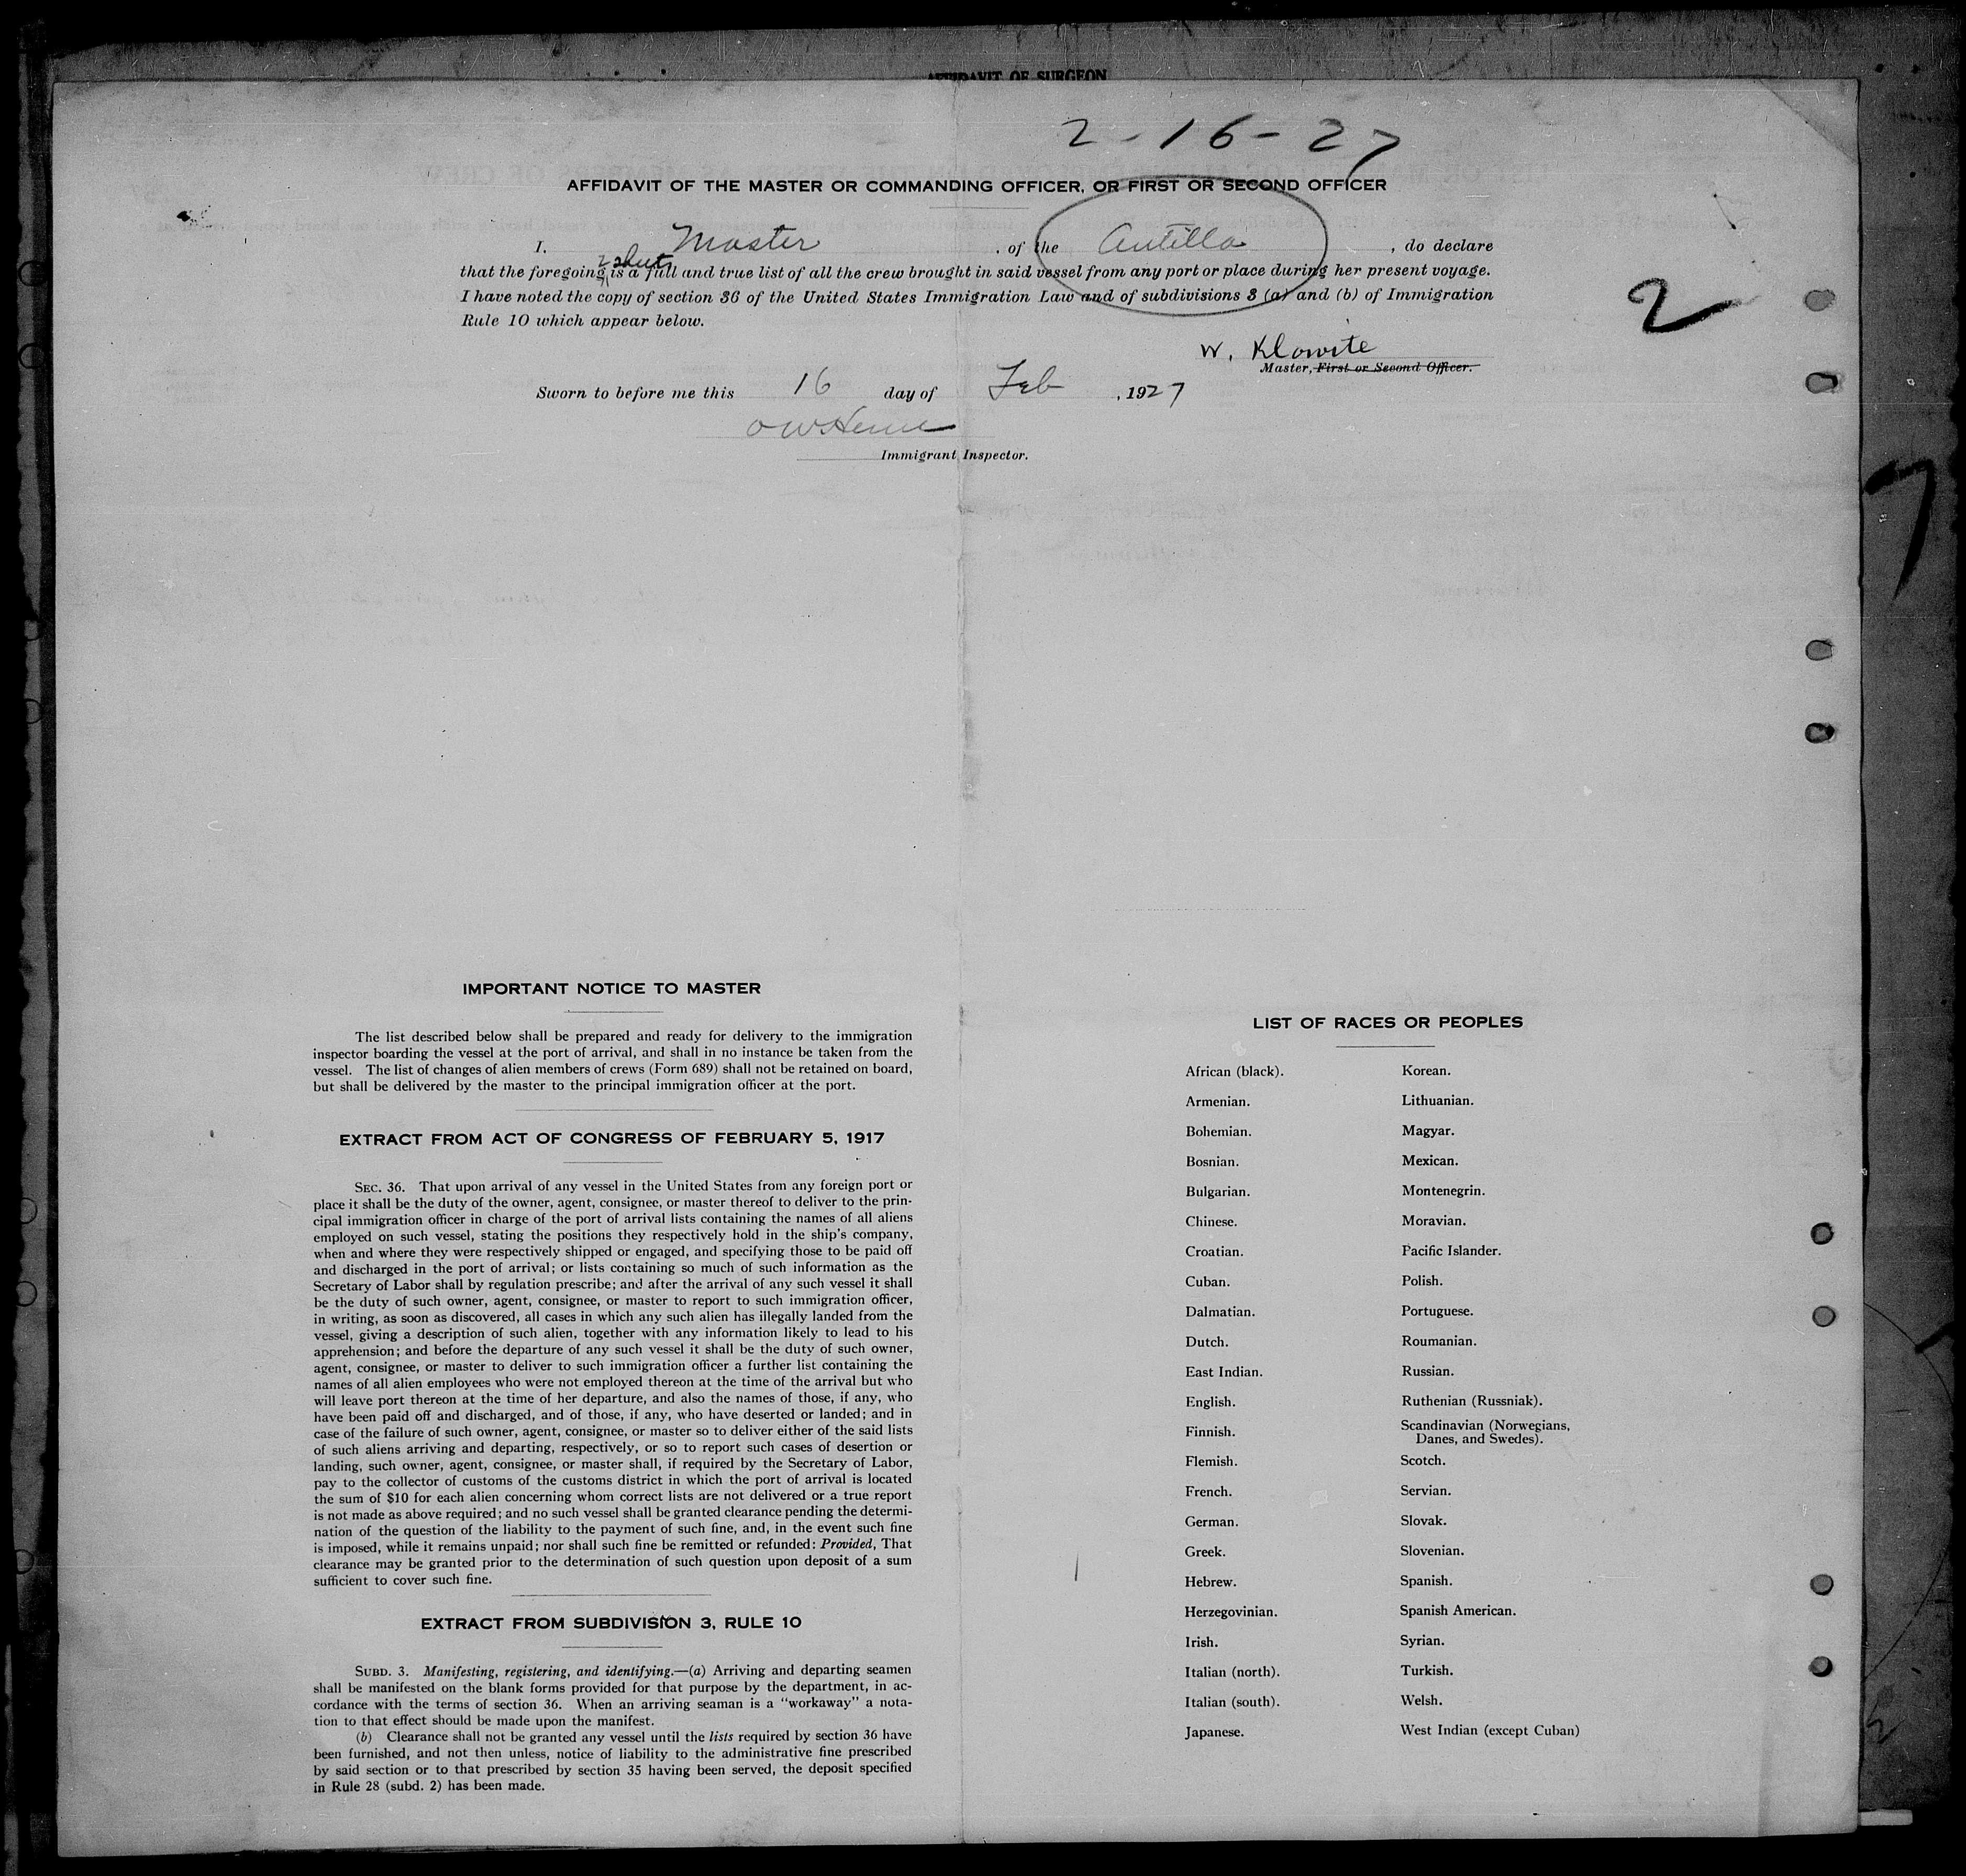 AFFIDAVIT OF SURGEON
2-16-27
AFFIDAVIT OF THE MASTER OR COMMANDING OFFICER, OR FIRST OR SECOND OFFICER
I, Master, of the Antilla, do declare
2 sheets
that the foregoing is a full and true list of all the crew brought in said vessel from any port or place during her present voyage.
I have noted the copy of section 36 of the United States Immigration Law and of subdivisions 3 (a) and (b) of Immigration
Rule 10 which appear below.
2
W.
Master, First or Second Officer.
Sworn to before me this 16 day of Feb, 1927
Immigrant Inspector.
7
IMPORTANT NOTICE TO MASTER
The list described below shall be prepared and ready for delivery to the immigration
inspector boarding the vessel at the port of arrival, and shall in no instance be taken from the
vessel. The list of changes of alien members of crews (Form 689) shall not be retained on board,
but shall be delivered by the master to the principal immigration officer at the port.
EXTRACT FROM ACT OF CONGRESS OF FEBRUARY 5, 1917
SEC. 36. That upon arrival of any vessel in the United States from any foreign port or
place it shall be the duty of the owner, agent, consignee, or master thereof to deliver to the prin-
cipal immigration officer in charge of the port of arrival lists containing the names of all aliens
employed on such vessel, stating the positions they respectively hold in the ship's company,
when and where they were respectively shipped or engaged, and specifying those to be paid off
and discharged in the port of arrival; or lists containing so much of such information as the
Secretary of Labor shall by regulation prescribe; and after the arrival of any such vessel it shall
be the duty of such owner, agent, consignee, or master to report to such immigration officer,
in writing, as soon as discovered, all cases in which any such alien has illegally landed from the
vessel, giving a description of such alien, together with any information likely to lead to his
apprehension; and before the departure of any such vessel it shall be the duty of such owner,
agent, consignee, or master to deliver to such immigration officer a further list containing the
names of all alien employees who were not employed thereon at the time of the arrival but who
will leave port thereon at the time of her departure, and also the names of those, if any, who
have been paid off and discharged, and of those, if any, who have deserted or landed; and in
case of the failure of such owner, agent, consignee, or master so to deliver either of the said lists
of such aliens arriving and departing, respectively, or so to report such cases of desertion or
landing, such owner, agent, consignee, or master shall, if required by the Secretary of Labor,
pay to the collector of customs of the customs district in which the port of arrival is located
the sum of $10 for each alien concerning whom correct lists are not delivered or a true report
is not made as above required; and no such vessel shall be granted clearance pending the determi-
nation of the question of the liability to the payment of such fine, and, in the event such fine
is imposed, while it remains unpaid; nor shall such fine be remitted or refunded: Provided, That
clearance may be granted prior to the determination of such question upon deposit of a sum
sufficient to cover such fine.
EXTRACT FROM SUBDIVISION 3, RULE 10
SUBD. 3. Manifesting, registering, and identifying.—(a) Arriving and departing seamen
shall be manifested on the blank forms provided for that purpose by the department, in ac-
cordance with the terms of section 36. When an arriving seaman is a "workaway" a nota-
tion to that effect should be made upon the manifest.
(b) Clearance shall not be granted any vessel until the lists required by section 36 have
been furnished, and not then unless, notice of liability to the administrative fine prescribed
by said section or to that prescribed by section 35 having been served, the deposit specified
in Rule 28 (subd. 2) has been made.
LIST OF RACES OR PEOPLES
African (black).
Armenian.
Bohemian.
Bosnian.
Bulgarian.
Chinese.
Croatian.
Cuban.
Dalmatian.
Dutch.
East Indian.
English.
Finnish.
Flemish.
French.
German.
Greek.
Hebrew.
Herzegovinian.
Irish.
Italian (north).
Italian (south).
Japanese.
Korean.
Lithuanian.
Magyar.
Mexican.
Montenegrin.
Moravian.
Pacific Islander.
Polish.
Portuguese.
Roumanian.
Russian.
Ruthenian (Russniak).
Scandinavian (Norwegians,
Danes, and Swedes).
Scotch.
Servian.
Slovak.
Slovenian.
Spanish.
Spanish American.
Syrian.
Turkish.
Welsh.
West Indian (except Cuban)